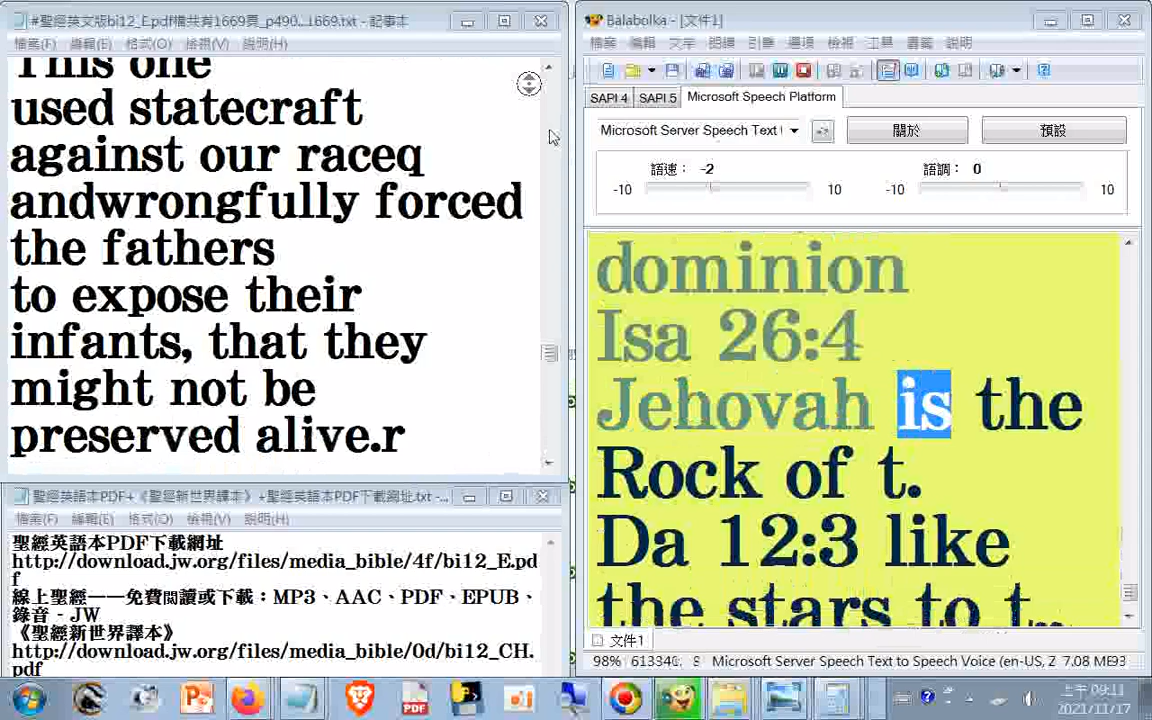 #聖經英文版bi12_E.pdf檔共有1669頁_p490...1669.txt - 記事本
檔案(F) 編輯(E) 格式(O) 檢視(V) 說明(H)
This one
used statecraft
against our raceq
andwrongfully forced
the fathers
to expose their
infants, that they
might not be
preserved alive.r
聖經英語本PDF+《聖經新世界譯本》+聖經英語本PDF下載網址.txt -...
檔案(F) 編輯(E) 格式(O) 檢視(V) 說明(H)
聖經英語本PDF下載網址
http://download.jw.org/files/media_bible/4f/bi12_E.pd
f
線上聖經——免費閱讀或下載：MP3、AAC、PDF、EPUB、
錄音 - JW
《聖經新世界譯本》
http://download.jw.org/files/media_bible/0d/bi12_CH.
pdf
Balabolka - [文件1]
檔案 編輯 文字 朗讀 引擎 選項 檢視 工具 書籤 說明
SAPI 4 SAPI 5 Microsoft Speech Platform
Microsoft Server Speech Text 關於 預設
語速： -2 語調： 0
-10 10 -10 10
dominion
Isa 26:4
Jehovah is the
Rock of t.
Da 12:3 like
the stars to t..
文件1
98% Microsoft Server Speech Text to Speech Voice (en-US, Z 7.08 ME93
上午 09:11
2021/11/17